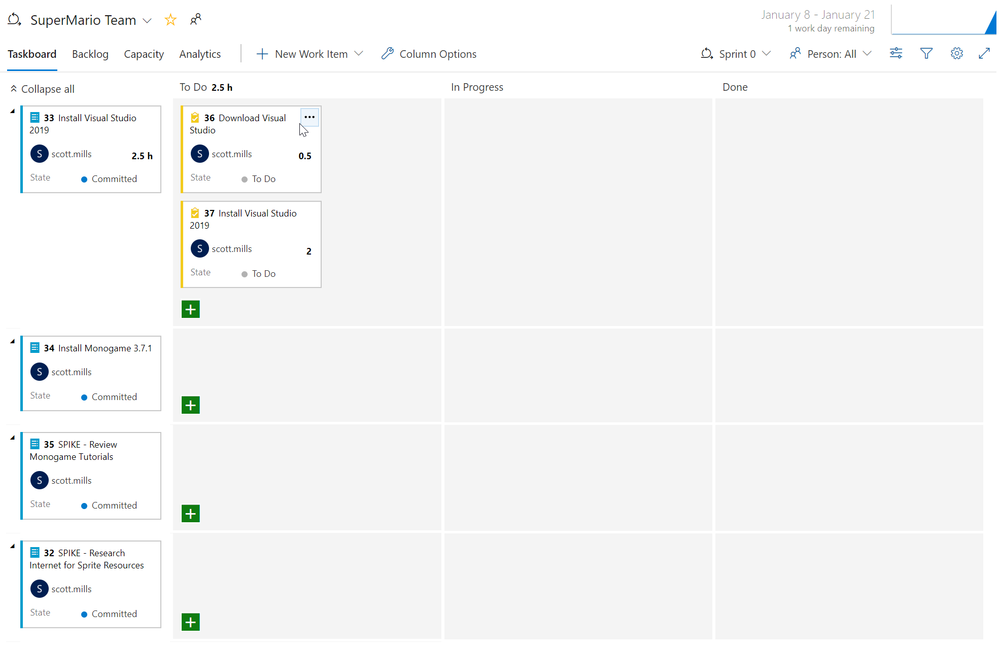 SuperMario Team
January 8 - January 21
1 work day remaining
Taskboard Backlog Capacity Analytics New Work Item Column Options Sprint 0 Person: All
Collapse all To Do 2.5 h In Progress Done
33 Install Visual Studio
2019
S scott.mills 2.5 h
State Committed
36 Download Visual
Studio
S scott.mills 0.5
State To Do
37 Install Visual Studio
2019
S scott.mills 2
State To Do
34 Install Monogame 3.7.1
S scott.mills
State Committed
35 SPIKE - Review
Monogame Tutorials
S scott.mills
State Committed
32 SPIKE - Research
Internet for Sprite Resources
S scott.mills
State Committed